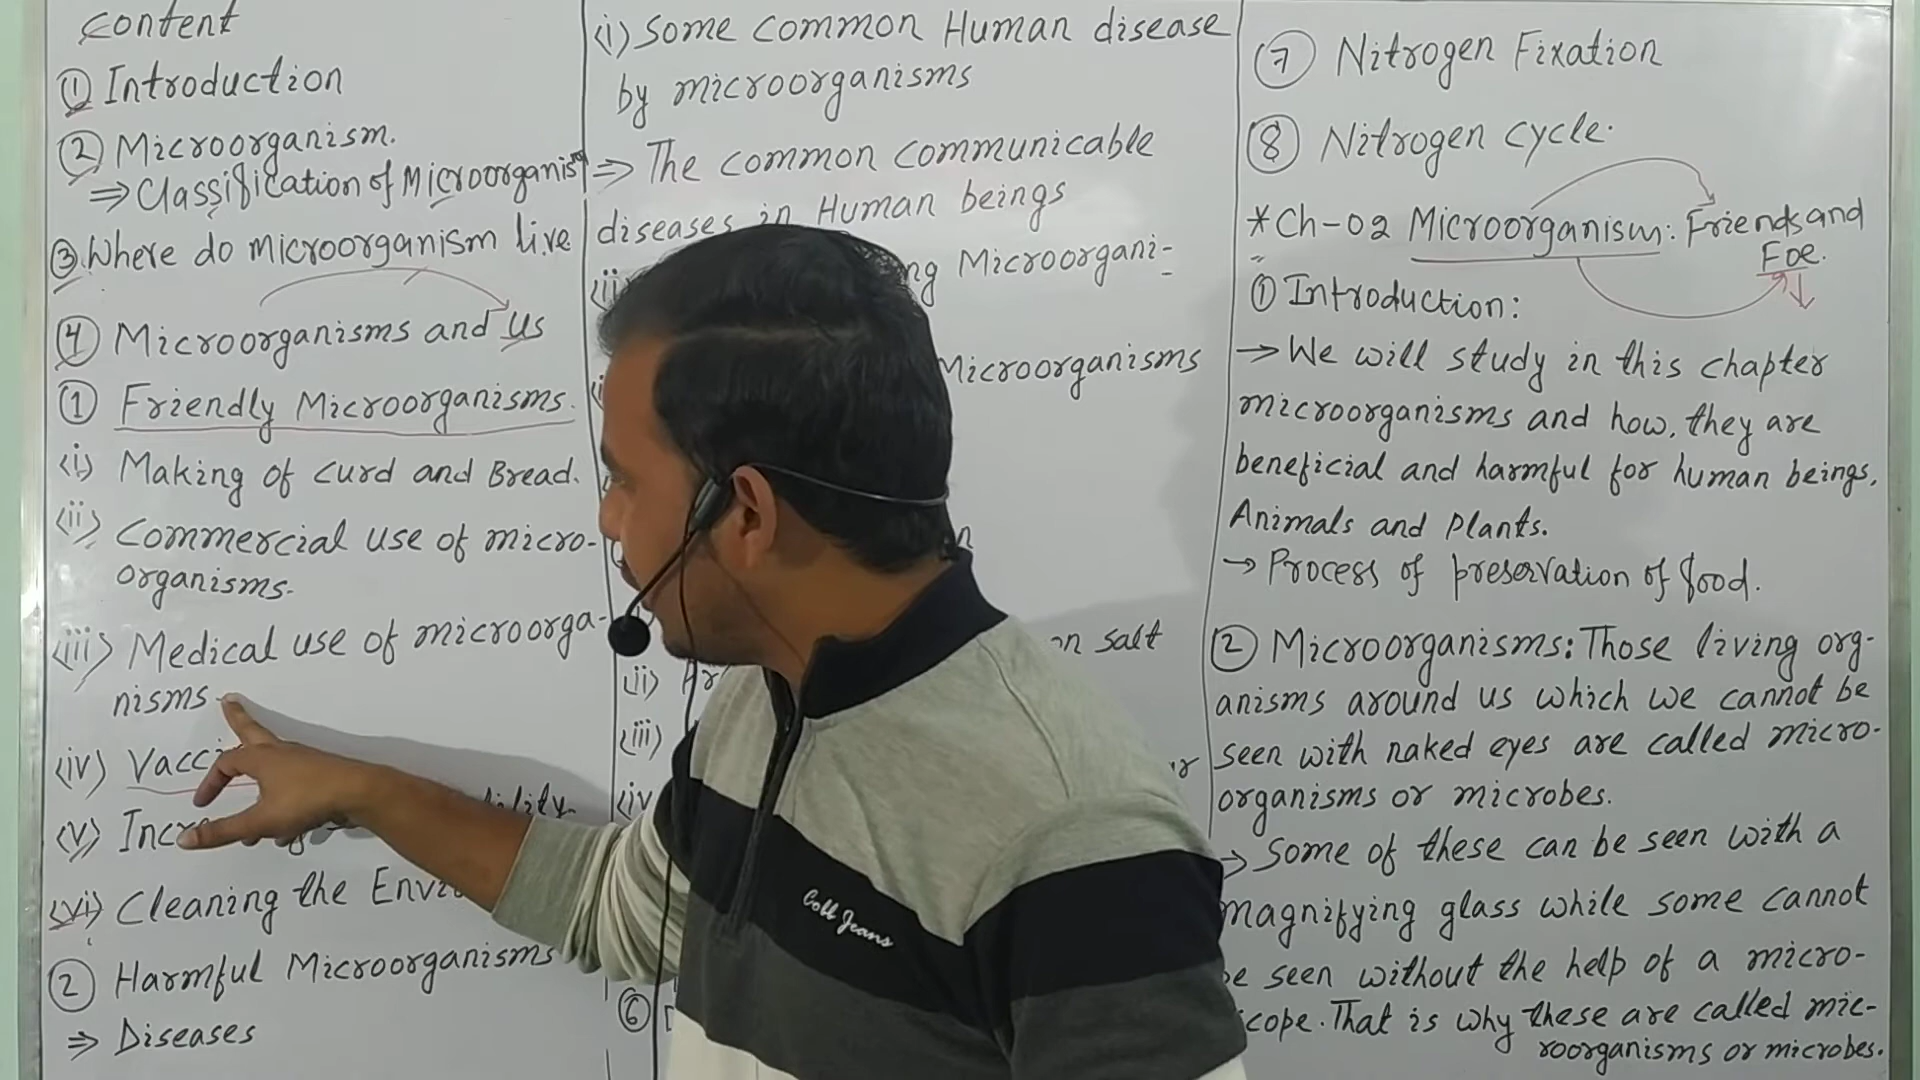 content
① Introduction
② Microorganism.
⇒ Classification of Microorganism
③ Where do microorganism live
④ Microorganisms and us
① Friendly Microorganisms.
(i) Making of curd and Bread.
(ii) Commercial use of micro-
organisms.
(iii) Medical use of microorga-
nisms-
(iv)
(v)
(vi) Cleaning the
② Harmful Microorganisms
⇒ Diseases
(i) Some common Human disease
by microorganisms
⇒ The common communicable
diseases in Human beings
Microorgani-
Microorganisms
on salt
(ii)
(iii)
(iv
⑥
⑦ Nitrogen Fixation
⑧ Nitrogen cycle.
*Ch-02 Microorganism: Friends and
Foe.
① Introduction:
→ We will study in this chapter
microorganisms and how, they are
beneficial and harmful for human beings,
Animals and Plants.
→ Process of preservation of food.
② Microorganisms: Those living org-
anisms around us which we cannot be
seen with naked eyes are called micro-
organisms or microbes.
→ Some of these can be seen with a
magnifying glass while some cannot
be seen without the help of a micro-
scope. That is why these are called mic-
roorganisms or microbes.
Colt Jeans